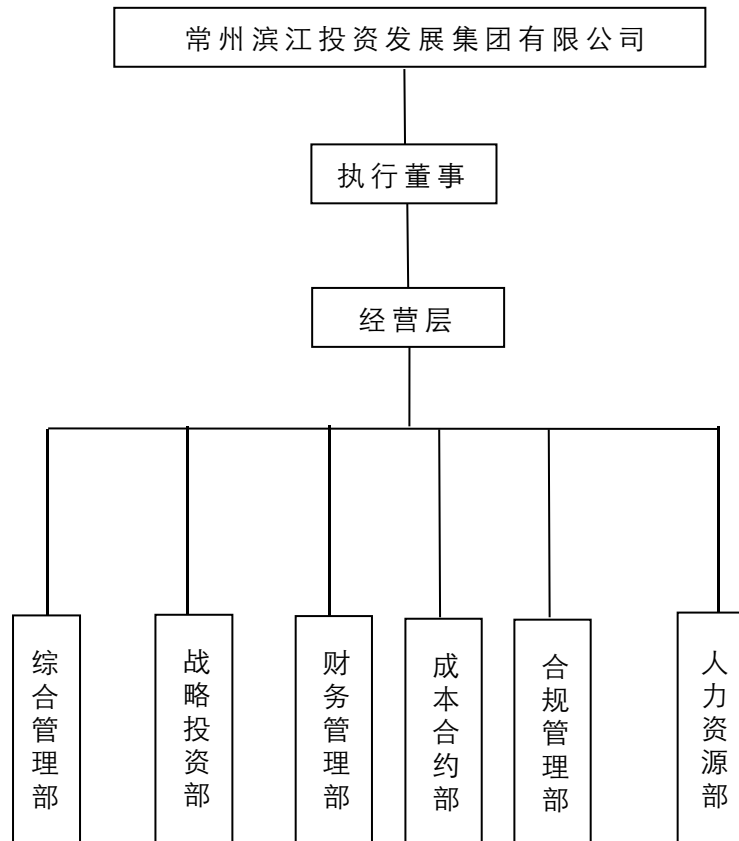 常州滨江投资发展集团有限公司
执行董事
经营层
综合管理部
战略投资部
财务管理部
成本合约部
合规管理部
人力资源部